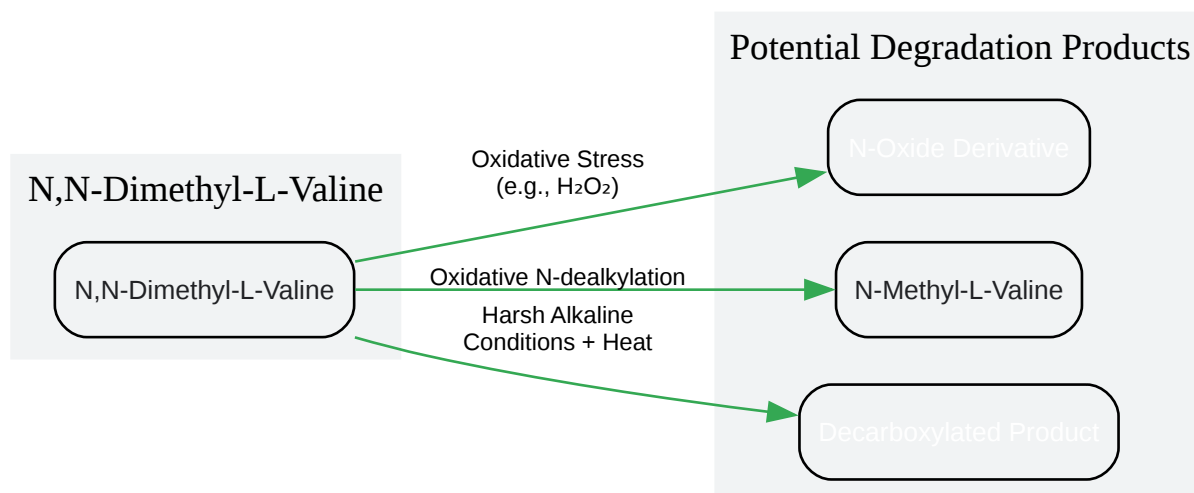 Potential Degradation Products
N-Oxide Derivative
Oxidative Stress
(e.g., H₂O₂)
N,N-Dimethyl-L-Valine
N,N-Dimethyl-L-Valine
Oxidative N-dealkylation
N-Methyl-L-Valine
Harsh Alkaline
Conditions + Heat
Decarboxylated Product